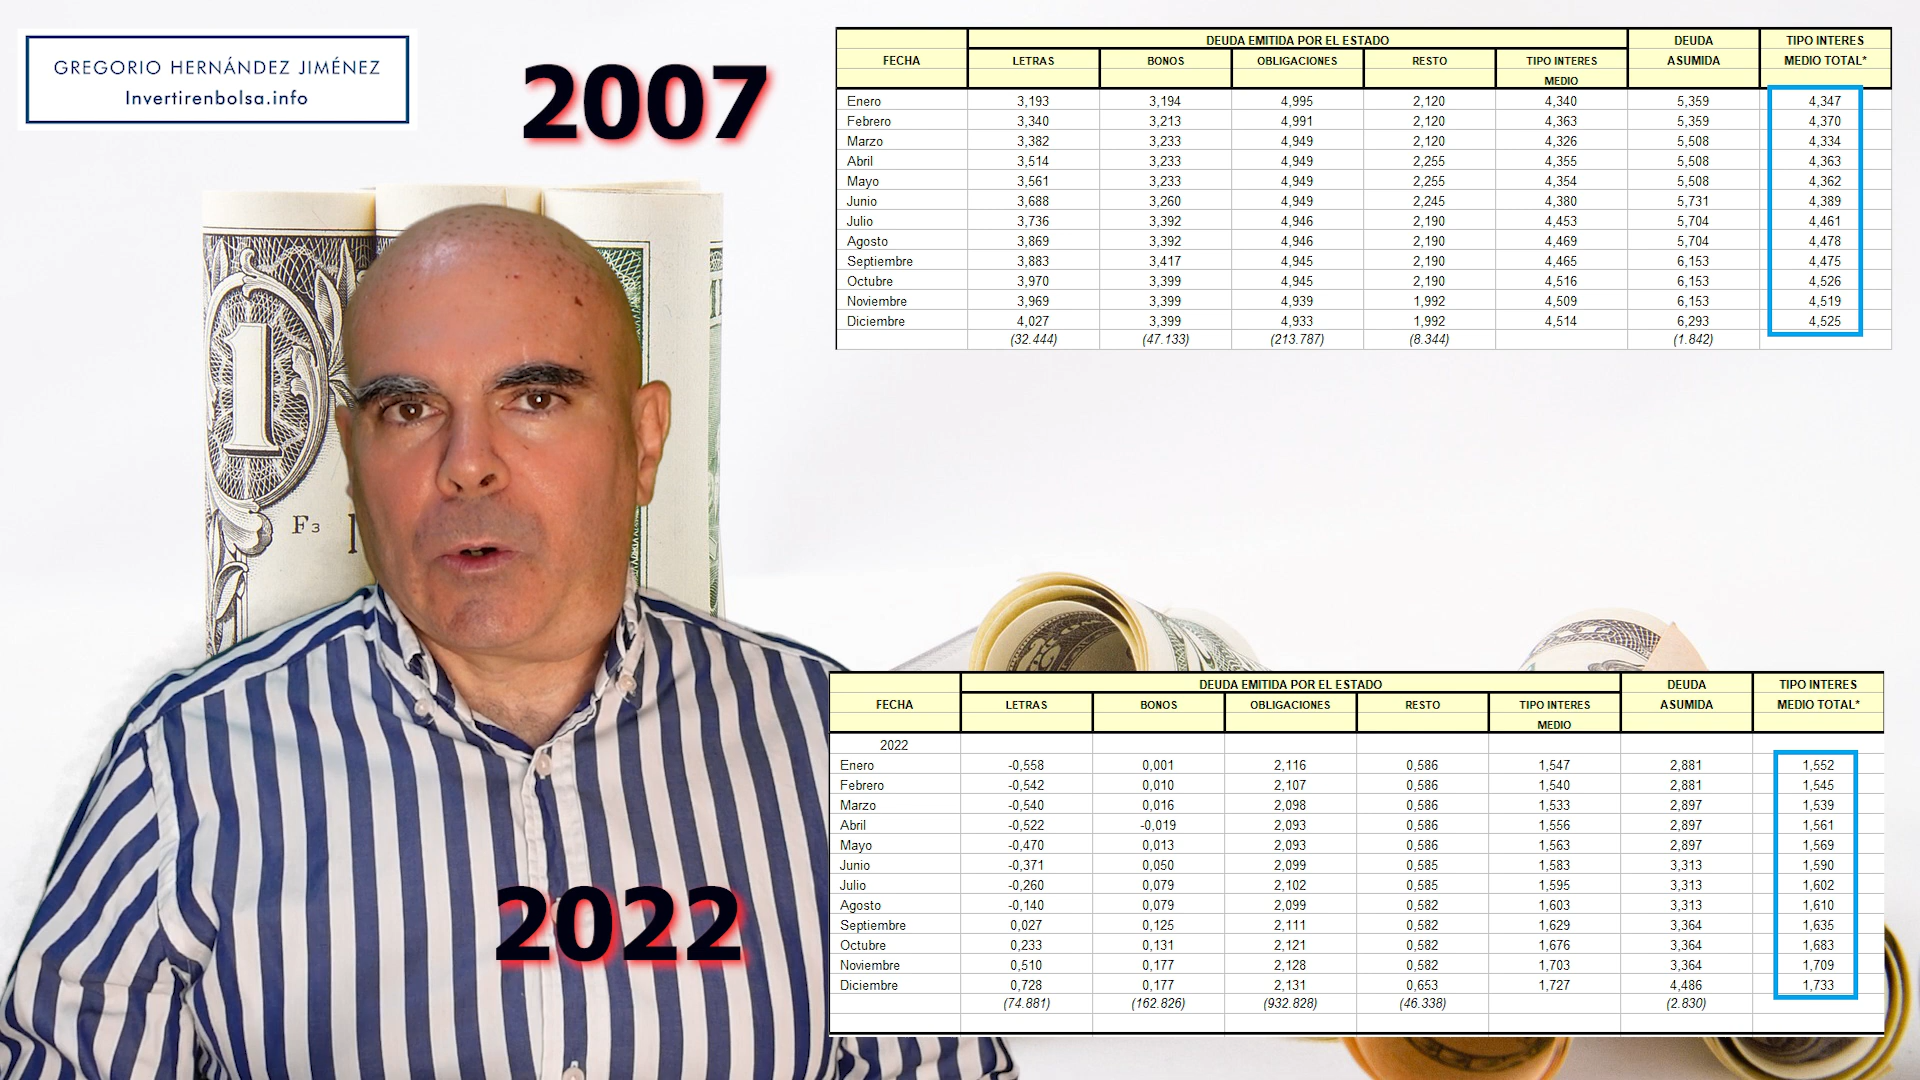 GREGORIO HERNÁNDEZ JIMÉNEZ
Invertirenbolsa.info
2007
DEUDA EMITIDA POR EL ESTADO DEUDA TIPO INTERES
FECHA LETRAS BONOS OBLIGACIONES RESTO TIPO INTERES ASUMIDA MEDIO TOTAL*
MEDIO
Enero 3,193 3,194 4,995 2,120 4,340 5,359 4,347
Febrero 3,340 3,213 4,991 2,120 4,363 5,359 4,370
Marzo 3,382 3,233 4,949 2,120 4,326 5,508 4,334
Abril 3,514 3,233 4,949 2,255 4,355 5,508 4,363
Mayo 3,561 3,233 4,949 2,255 4,354 5,508 4,362
Junio 3,688 3,260 4,949 2,245 4,380 5,731 4,389
Julio 3,736 3,392 4,946 2,190 4,453 5,704 4,461
Agosto 3,869 3,392 4,946 2,190 4,469 5,704 4,478
Septiembre 3,883 3,417 4,945 2,190 4,465 6,153 4,475
Octubre 3,970 3,399 4,945 2,190 4,516 6,153 4,526
Noviembre 3,969 3,399 4,939 1,992 4,509 6,153 4,519
Diciembre 4,027 3,399 4,933 1,992 4,514 6,293 4,525
(32.444) (47.133) (213.787) (8.344) (1.842)
1
F3
2022
DEUDA EMITIDA POR EL ESTADO DEUDA TIPO INTERES
FECHA LETRAS BONOS OBLIGACIONES RESTO TIPO INTERES ASUMIDA MEDIO TOTAL*
MEDIO
2022
Enero -0,558 0,001 2,116 0,586 1,547 2,881 1,552
Febrero -0,542 0,010 2,107 0,586 1,540 2,881 1,545
Marzo -0,540 0,016 2,098 0,586 1,533 2,897 1,539
Abril -0,522 -0,019 2,093 0,586 1,556 2,897 1,561
Mayo -0,470 0,013 2,093 0,586 1,563 2,897 1,569
Junio -0,371 0,050 2,099 0,585 1,583 3,313 1,590
Julio -0,260 0,079 2,102 0,585 1,595 3,313 1,602
Agosto -0,140 0,079 2,099 0,582 1,603 3,313 1,610
Septiembre 0,027 0,125 2,111 0,582 1,629 3,364 1,635
Octubre 0,233 0,131 2,121 0,582 1,676 3,364 1,683
Noviembre 0,510 0,177 2,128 0,582 1,703 3,364 1,709
Diciembre 0,728 0,177 2,131 0,653 1,727 4,486 1,733
(74.881) (162.826) (932.828) (46.338) (2.830)